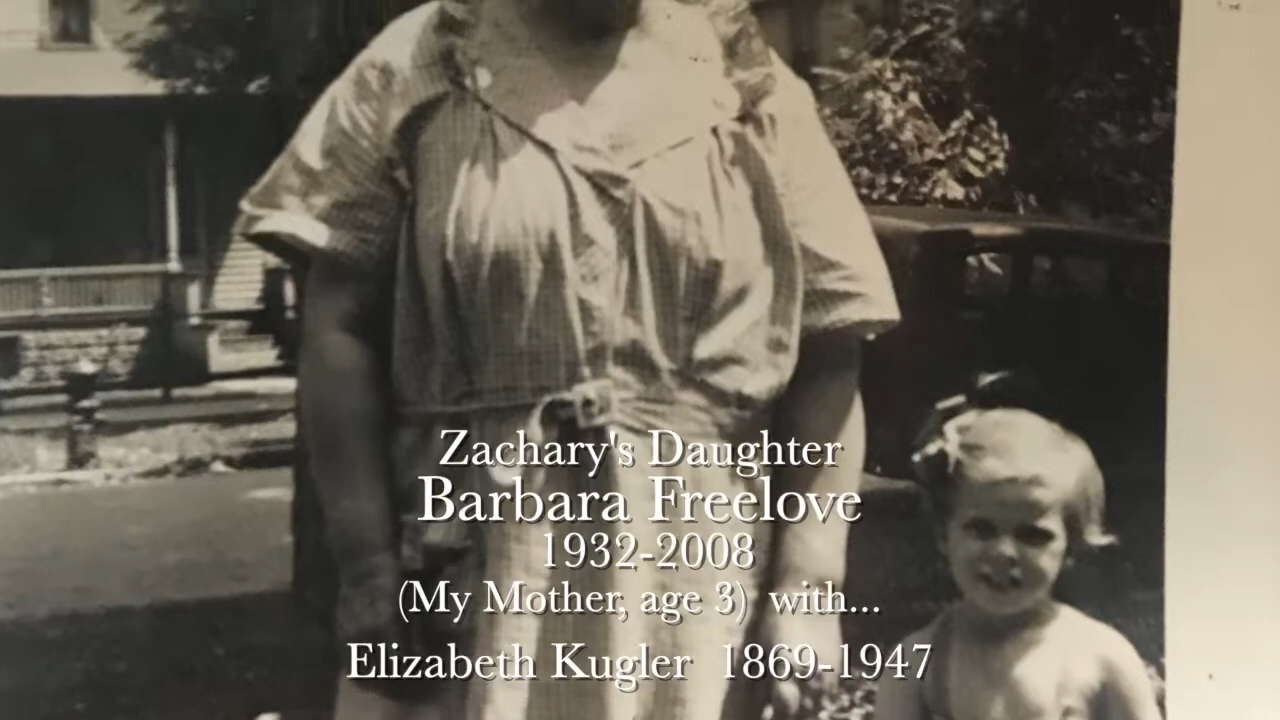 Zachary's Daughter
Barbara Freelove
1932-2008
(My Mother, age 3) with...
Elizabeth Kugler 1869-1947